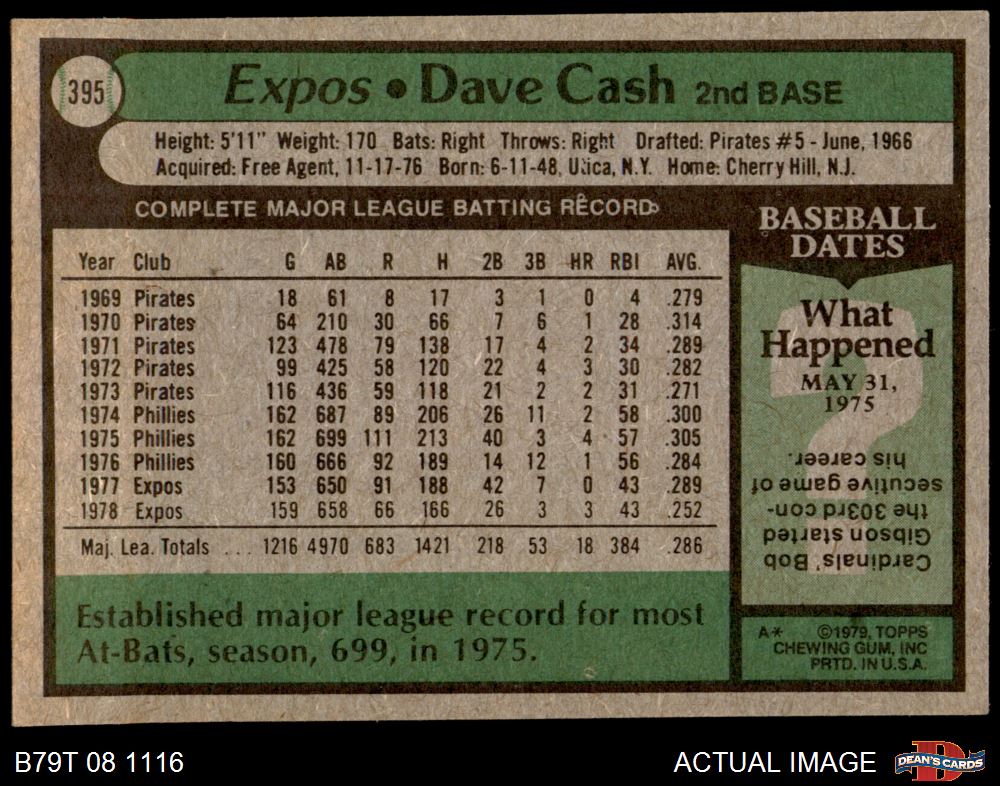 395
Expos • Dave Cash 2nd BASE
Height: 5'11" Weight: 170 Bats: Right Throws: Right Drafted: Pirates #5 - June, 1966
Acquired: Free Agent, 11-17-76 Born: 6-11-48, Utica, N.Y. Home: Cherry Hill, N.J.
COMPLETE MAJOR LEAGUE BATTING RECORD
Year Club G AB R H 2B 3B HR RBI AVG.
1969 Pirates 18 61 8 17 3 1 0 4 .279
1970 Pirates 64 210 30 66 7 6 1 28 .314
1971 Pirates 123 478 79 138 17 4 2 34 .289
1972 Pirates 99 425 58 120 22 4 3 30 .282
1973 Pirates 116 436 59 118 21 2 2 31 .271
1974 Phillies 162 687 89 206 26 11 2 58 .300
1975 Phillies 162 699 111 213 40 3 4 57 .305
1976 Phillies 160 666 92 189 14 12 1 56 .284
1977 Expos 153 650 91 188 42 7 0 43 .289
1978 Expos 159 658 66 166 26 3 3 43 .252
Maj. Lea. Totals ... 1216 4970 683 1421 218 53 18 384 .286
Established major league record for most
At-Bats, season, 699, in 1975.
BASEBALL
DATES
What
Happened
MAY 31,
1975
?
Cardinals' Bob
Gibson started
the 303rd con-
secutive game of
his career.
A* ©1979, TOPPS
CHEWING GUM, INC
PRTD. IN U.S.A.
B79T 08 1116
ACTUAL IMAGE
D
DEAN'S CARDS